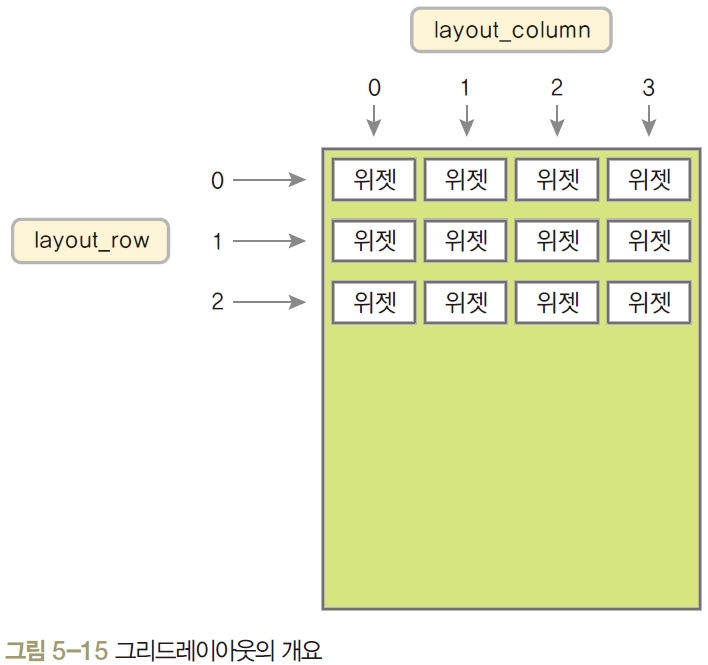 layout_column
0 1 2 3
0 위젯 위젯 위젯 위젯
layout_row 1 위젯 위젯 위젯 위젯
2 위젯 위젯 위젯 위젯
그림 5-15 그리드레이아웃의 개요